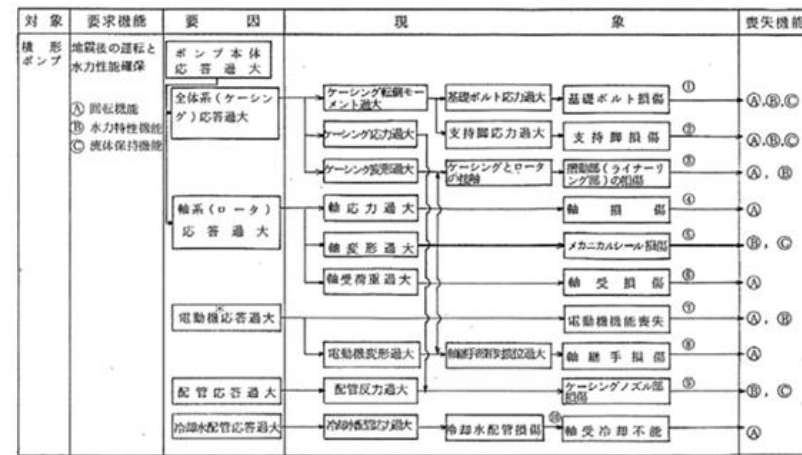 対象 要求機能 要因 現象 喪失機能
横形
ポンプ
地震後の運転と
水力性能確保
Ⓐ 回転機能
Ⓑ 水力特性機能
Ⓒ 流体保持機能
ポンプ本体
応答過大
全体系(ケーシン
グ)応答過大
ケーシング転倒モー
メント過大
基礎ボルト応力過大
基礎ボルト損傷
①
Ⓐ,Ⓑ,Ⓒ
ケーシング応力過大
支持脚応力過大
支持脚損傷
②
Ⓐ,Ⓑ,Ⓒ
ケーシング変形過大
ケーシングとロータ
の接触
摺動部(ライナーリ
ング部)の損傷
③
Ⓐ, Ⓑ
軸系(ロータ)
応答過大
軸応力過大
軸損傷
④
Ⓐ
軸変形過大
メカニカルシール損傷
⑤
Ⓑ, Ⓒ
軸受荷重過大
軸受損傷
⑥
Ⓐ
電動機応答過大
電動機機能喪失
⑦
Ⓐ, Ⓑ
電動機変形過大
軸継手損傷
⑧
Ⓐ
配管応答過大
配管反力過大
ケーシングノズル部
損傷
⑨
Ⓑ, Ⓒ
冷却水配管応答過大
冷却水配管応力過大
冷却水配管損傷
⑩
軸受冷却不能
Ⓐ